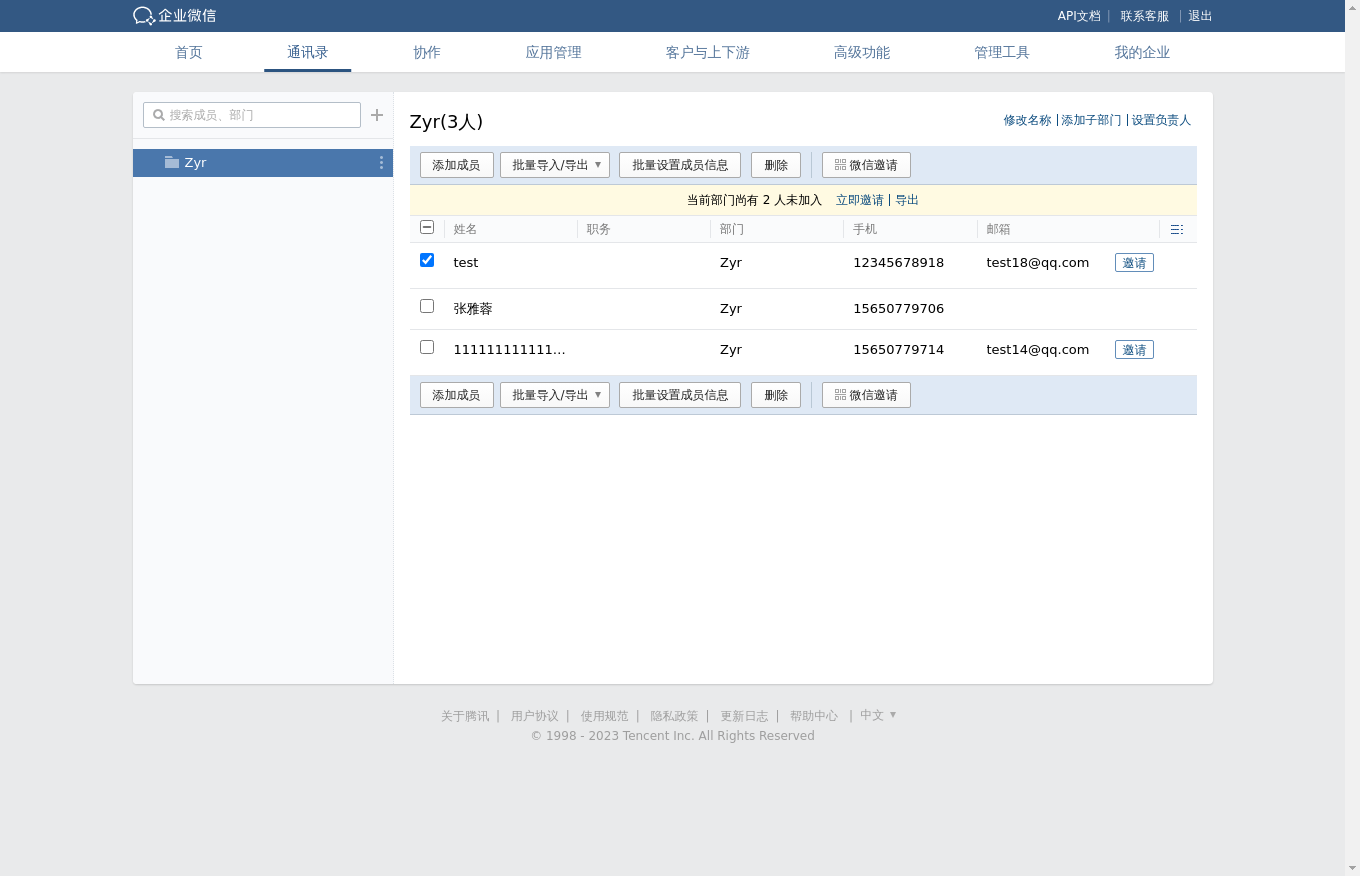 企业微信 API文档 | 联系客服 | 退出
首页 通讯录 协作 应用管理 客户与上下游 高级功能 管理工具 我的企业
搜索成员、部门
Zyr
Zyr(3人) 修改名称 | 添加子部门 | 设置负责人
添加成员 批量导入/导出 ▼ 批量设置成员信息 删除 微信邀请
当前部门尚有 2 人未加入 立即邀请 | 导出
姓名 职务 部门 手机 邮箱
test Zyr 12345678918 test18@qq.com 邀请
张雅蓉 Zyr 15650779706
111111111111... Zyr 15650779714 test14@qq.com 邀请
添加成员 批量导入/导出 ▼ 批量设置成员信息 删除 微信邀请
关于腾讯 | 用户协议 | 使用规范 | 隐私政策 | 更新日志 | 帮助中心 | 中文 ▼
© 1998 - 2023 Tencent Inc. All Rights Reserved